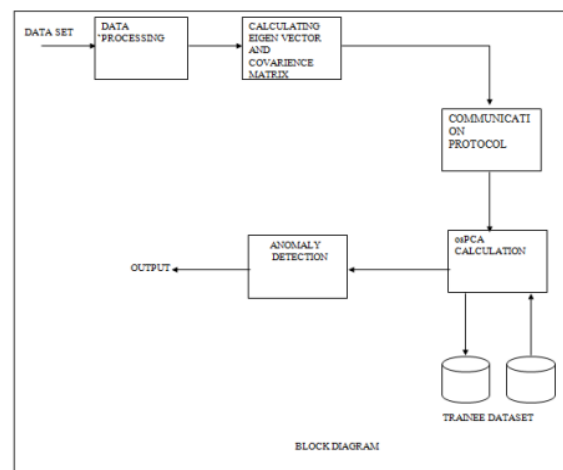 DATA SET
DATA
`PROCESSING
CALCULATING
EIGEN VECTOR
AND
COVARIENCE
MATRIX
COMMUNICATI
ON
PROTOCOL
osPCA
CALCULATION
ANOMALY
DETECTION
OUTPUT
TRAINEE DATASET
BLOCK DIAGRAM